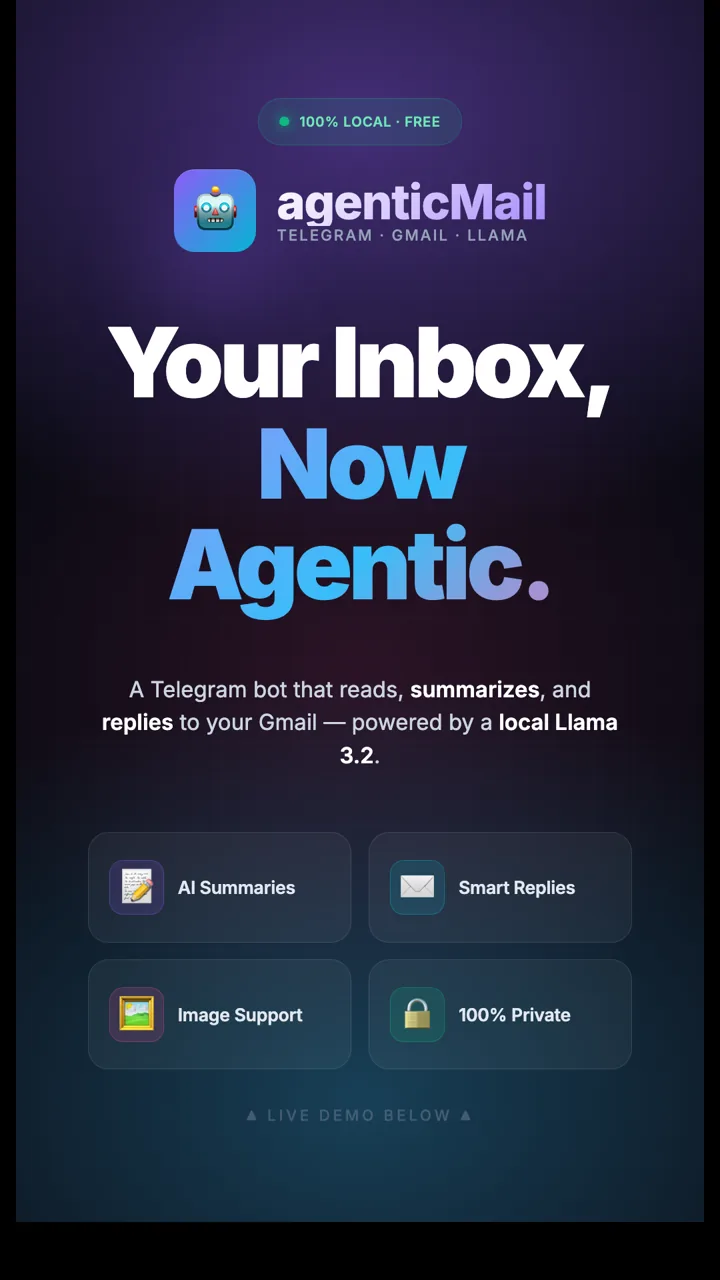 100% LOCAL · FREE
agenticMail
TELEGRAM · GMAIL · LLAMA
Your Inbox,
Now
Agentic.
A Telegram bot that reads, summarizes, and
replies to your Gmail — powered by a local Llama
3.2.
AI Summaries
Smart Replies
Image Support
100% Private
▲ LIVE DEMO BELOW ▲